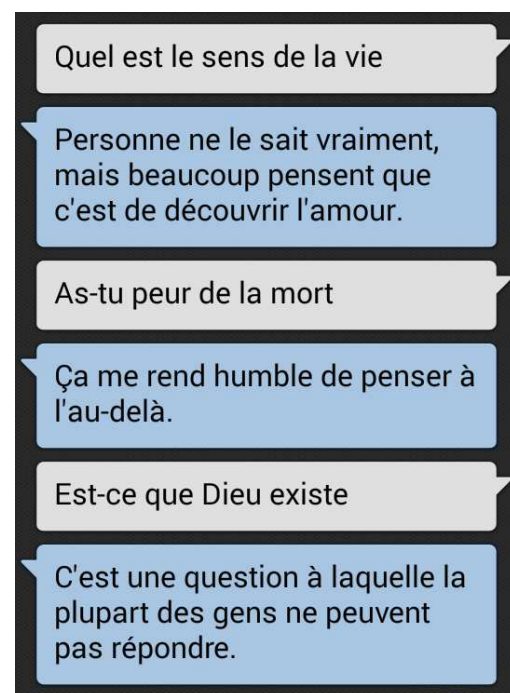 Quel est le sens de la vie
Personne ne le sait vraiment,
mais beaucoup pensent que
c'est de découvrir l'amour.
As-tu peur de la mort
Ça me rend humble de penser à
l'au-delà.
Est-ce que Dieu existe
C'est une question à laquelle la
plupart des gens ne peuvent
pas répondre.